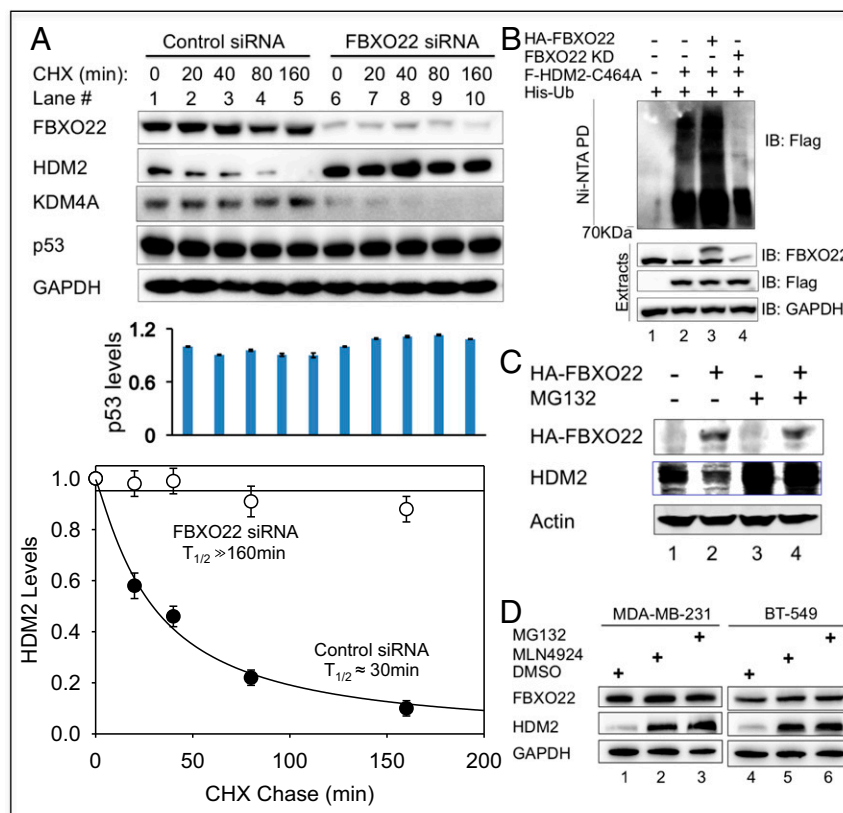 A
Control siRNA FBXO22 siRNA
CHX (min): 0 20 40 80 160 0 20 40 80 160
Lane # 1 2 3 4 5 6 7 8 9 10
FBXO22
HDM2
KDM4A
p53
GAPDH
p53 levels
1.2
0.6
0
HDM2 Levels
1.0
0.8
0.6
0.4
0.2
0.0
FBXO22 siRNA
T1/2 ≫160min
Control siRNA
T1/2 ≈ 30min
0 50 100 150 200
CHX Chase (min)
B
HA-FBXO22 - - + -
FBXO22 KD - - - +
F-HDM2-C464A - + + +
His-Ub + + + +
Ni-NTA PD
IB: Flag
70KDa
Extracts
IB: FBXO22
IB: Flag
IB: GAPDH
1 2 3 4
C
HA-FBXO22 - + - +
MG132 - - + +
HA-FBXO22
HDM2
Actin
1 2 3 4
D
MDA-MB-231 BT-549
MG132 + +
MLN4924 + +
DMSO + +
FBXO22
HDM2
GAPDH
1 2 3 4 5 6